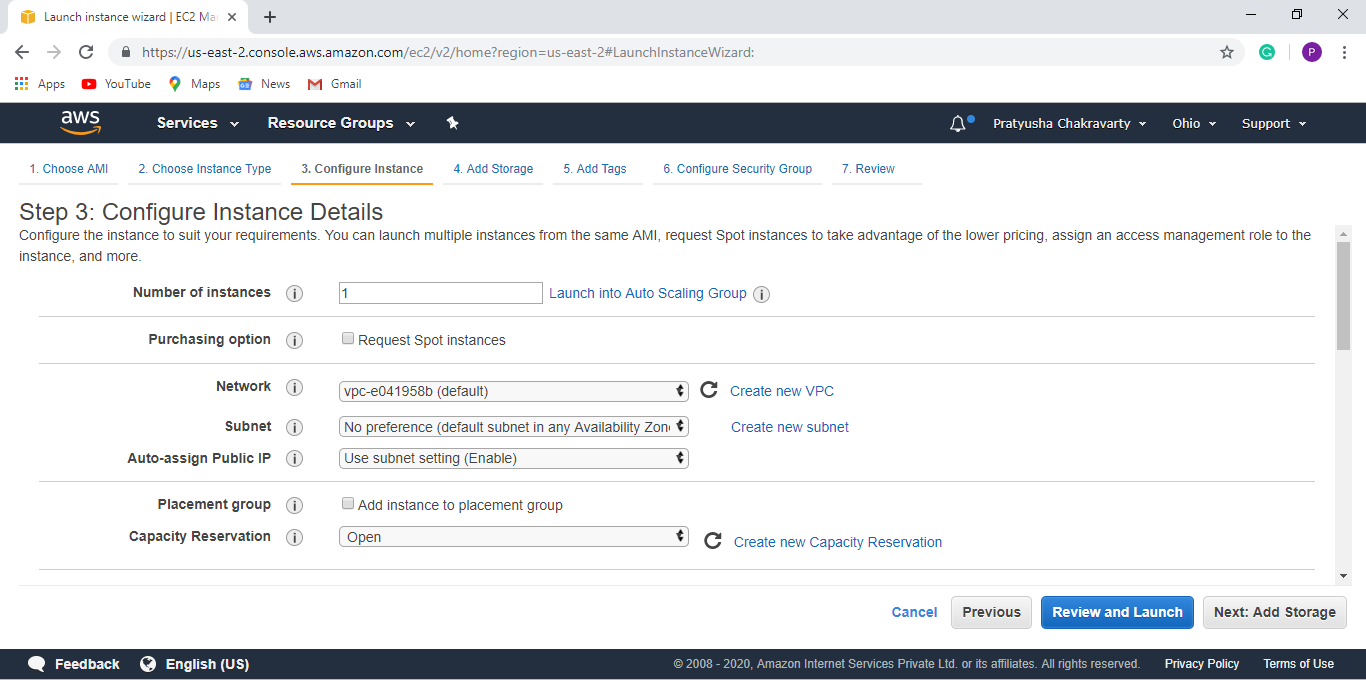 Launch instance wizard | EC2 Ma
https://us-east-2.console.aws.amazon.com/ec2/v2/home?region=us-east-2#LaunchInstanceWizard:
P
Apps YouTube Maps News Gmail
aws Services Resource Groups Pratyusha Chakravarty Ohio Support
1. Choose AMI 2. Choose Instance Type 3. Configure Instance 4. Add Storage 5. Add Tags 6. Configure Security Group 7. Review
Step 3: Configure Instance Details
Configure the instance to suit your requirements. You can launch multiple instances from the same AMI, request Spot instances to take advantage of the lower pricing, assign an access management role to the
instance, and more.
Number of instances i 1 Launch into Auto Scaling Group i
Purchasing option i Request Spot instances
Network i vpc-e041958b (default) Create new VPC
Subnet i No preference (default subnet in any Availability Zon Create new subnet
Auto-assign Public IP i Use subnet setting (Enable)
Placement group i Add instance to placement group
Capacity Reservation i Open Create new Capacity Reservation
Cancel Previous Review and Launch Next: Add Storage
Feedback English (US) © 2008 - 2020, Amazon Internet Services Private Ltd. or its affiliates. All rights reserved. Privacy Policy Terms of Use